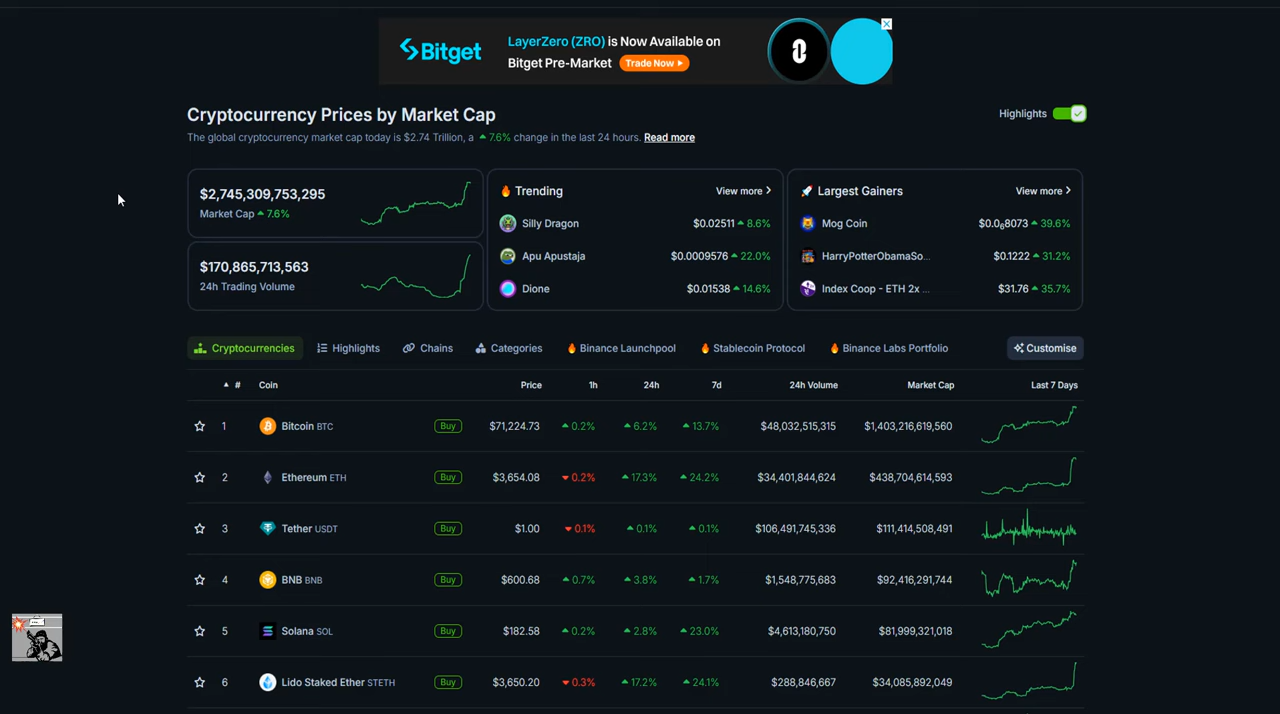 Bitget
LayerZero (ZRO) is Now Available on
Bitget Pre-Market Trade Now
Cryptocurrency Prices by Market Cap
Highlights
The global cryptocurrency market cap today is $2.74 Trillion, a 7.6% change in the last 24 hours. Read more
$2,745,309,753,295
Market Cap 7.6%
$170,865,713,563
24h Trading Volume
Trending View more
Silly Dragon $0.02511 8.6%
Apu Apustaja $0.0009576 22.0%
Dione $0.01538 14.6%
Largest Gainers View more
Mog Coin $0.0₆8073 39.6%
HarryPotterObamaSo... $0.1222 31.2%
Index Coop - ETH 2x ... $31.76 35.7%
Cryptocurrencies Highlights Chains Categories Binance Launchpool Stablecoin Protocol Binance Labs Portfolio Customise
# Coin Price 1h 24h 7d 24h Volume Market Cap Last 7 Days
1 Bitcoin BTC Buy $71,224.73 0.2% 6.2% 13.7% $48,032,515,315 $1,403,216,619,560
2 Ethereum ETH Buy $3,654.08 0.2% 17.3% 24.2% $34,401,844,624 $438,704,614,593
3 Tether USDT Buy $1.00 0.1% 0.1% 0.1% $106,491,745,336 $111,414,508,491
4 BNB BNB Buy $600.68 0.7% 3.8% 1.7% $1,548,775,683 $92,416,291,744
5 Solana SOL Buy $182.58 0.2% 2.8% 23.0% $4,613,180,750 $81,999,321,018
6 Lido Staked Ether STETH Buy $3,650.20 0.3% 17.2% 24.1% $288,846,667 $34,085,892,049